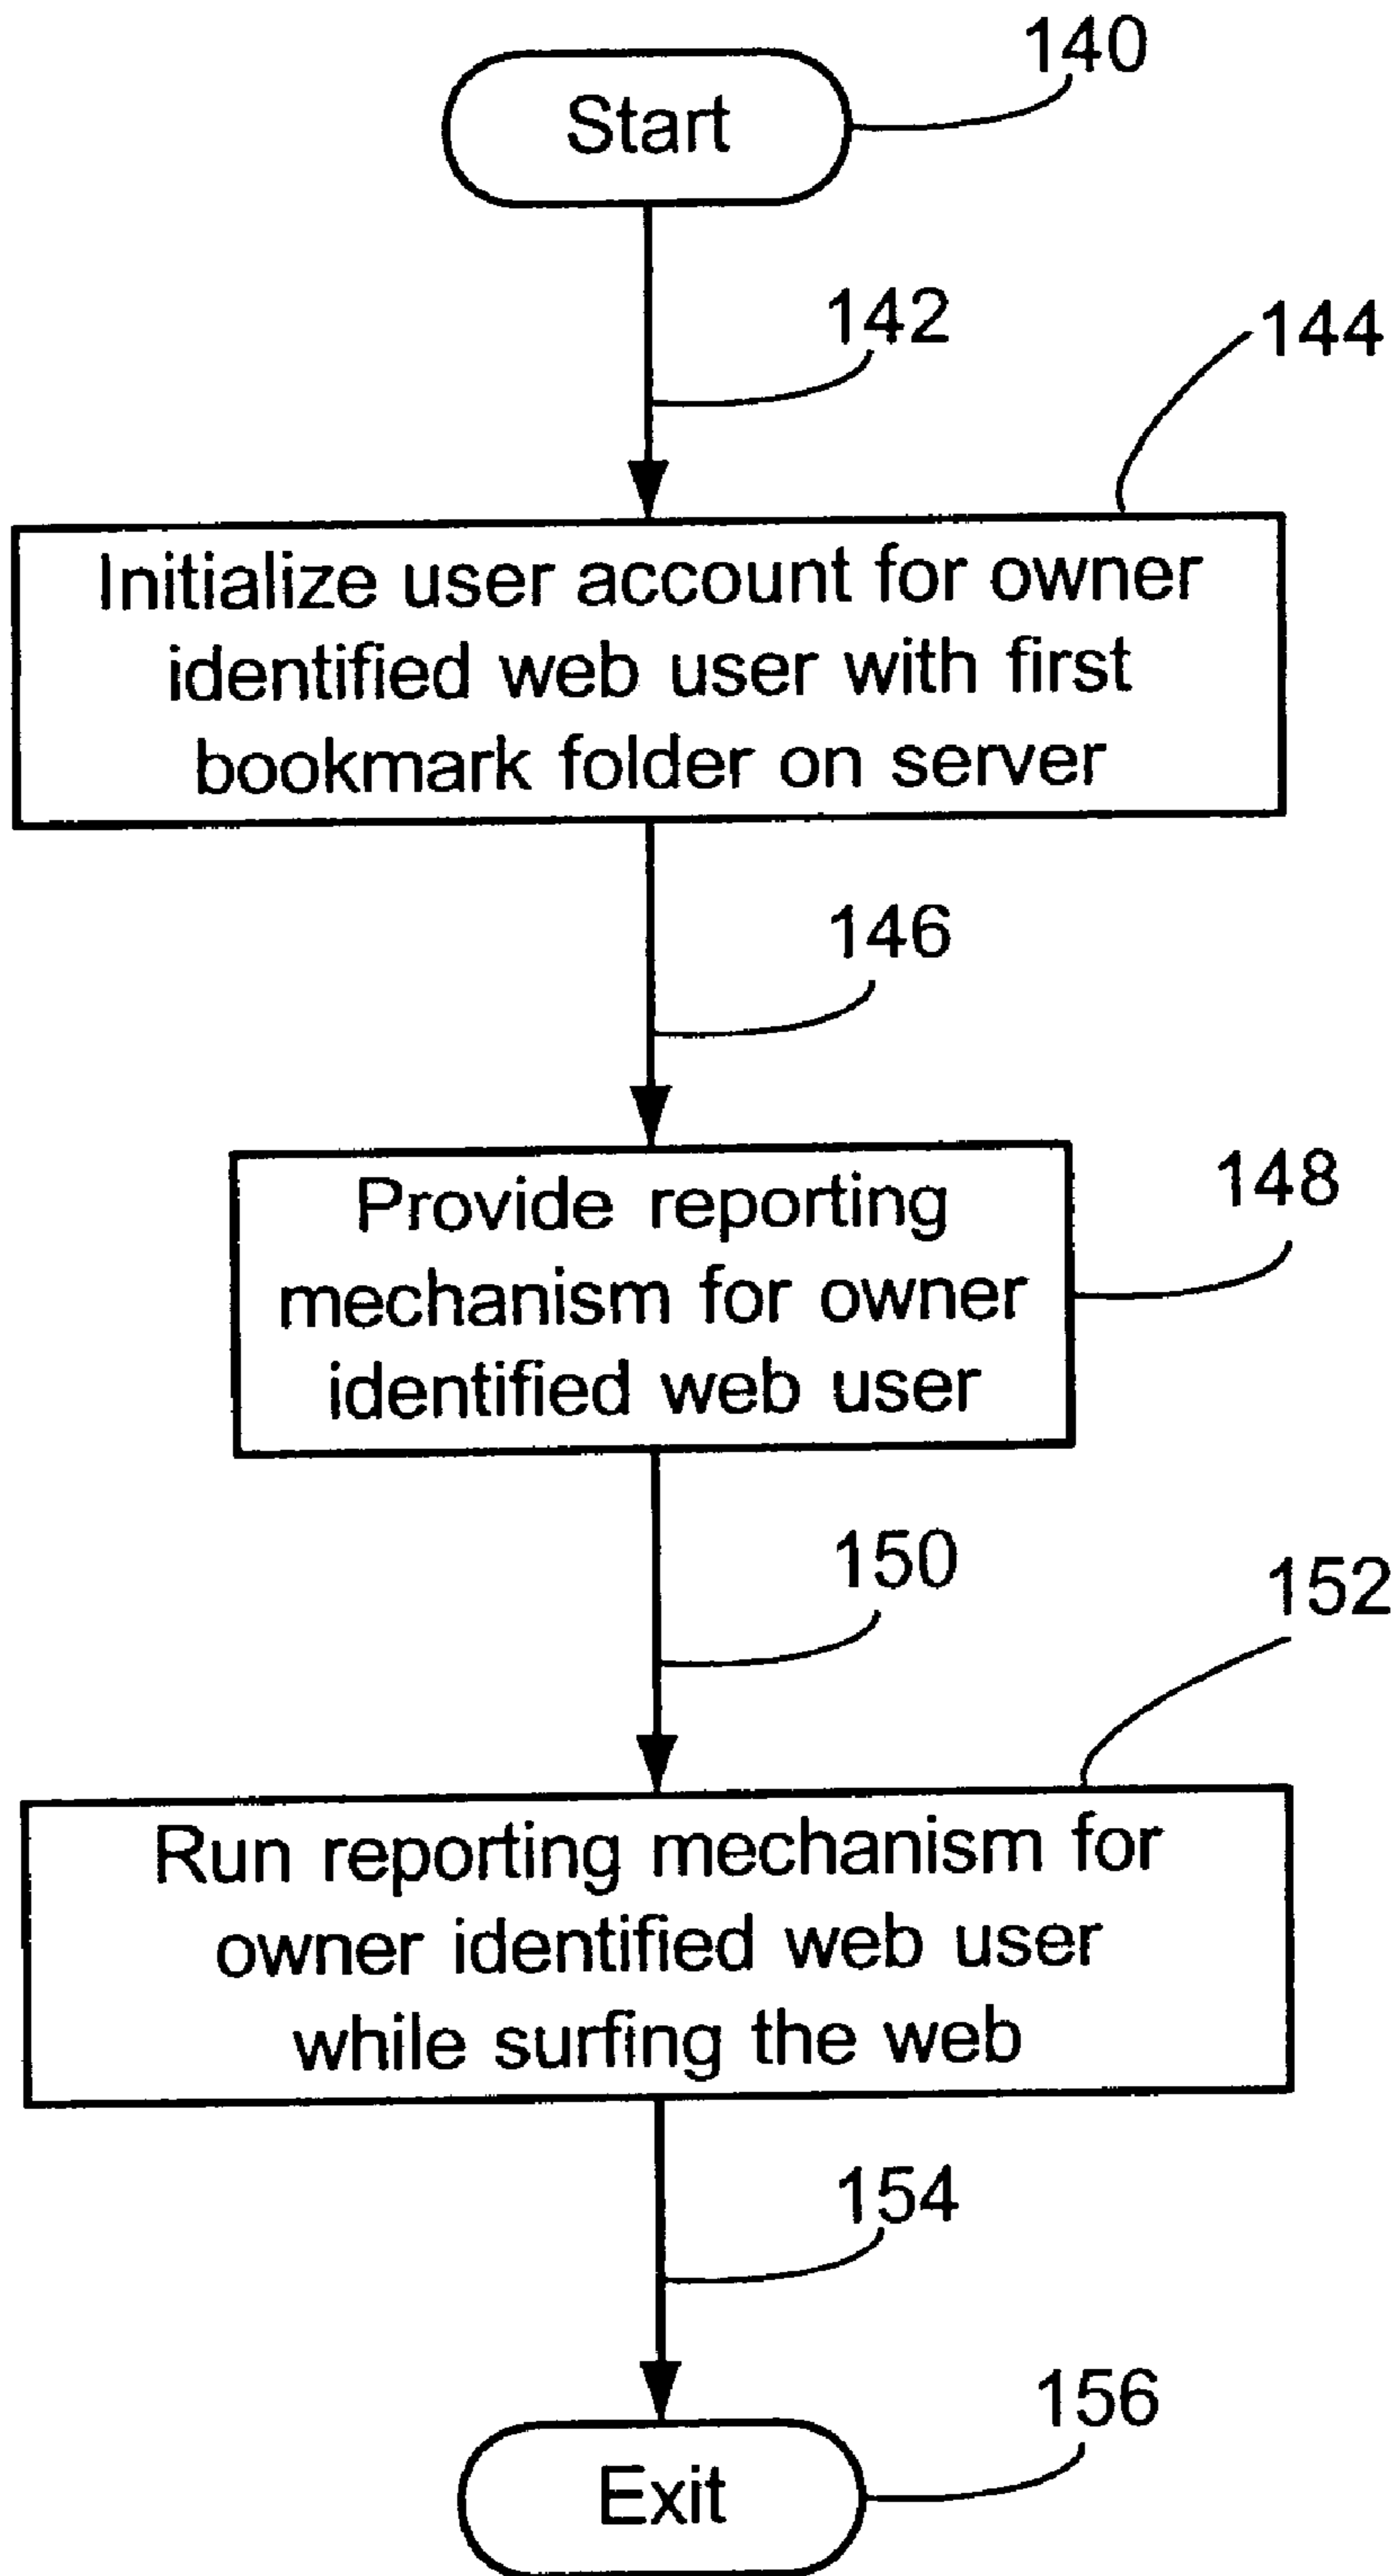 140
Start
142
144
Initialize user account for owner
identified web user with first
bookmark folder on server
146
Provide reporting
mechanism for owner
identified web user
148
150
152
Run reporting mechanism for
owner identified web user
while surfing the web
154
156
Exit